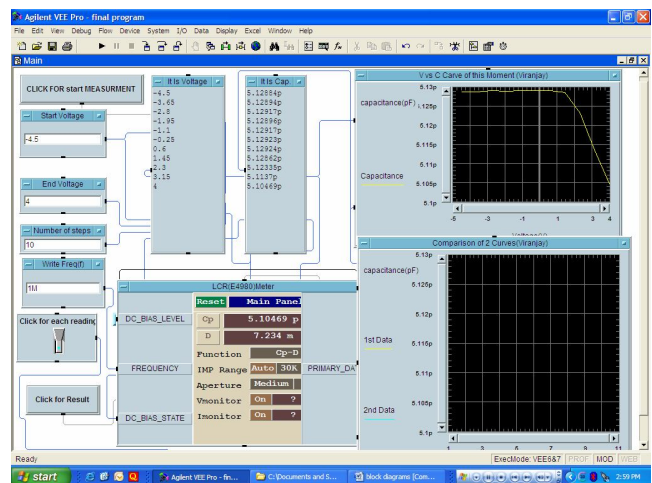 Agilent VEE Pro - final program
File Edit View Debug Flow Device System I/O Data Display Excel Window Help
Main
CLICK FOR start MEASURMENT
Start Voltage
-4.5
End Voltage
4
Number of steps
10
Write Freq(f)
1M
Click for each reading
Click for Result
It Is Voltage
-4.5
-3.65
-2.8
-1.95
-1.1
-0.25
0.6
1.45
2.3
3.15
4
It Is Cap.
5.12884p
5.12894p
5.12917p
5.12896p
5.12917p
5.12923p
5.12924p
5.12862p
5.12335p
5.1137p
5.10469p
V vs C Carve of this Moment (Viranjay)
capacitance(pF)
Capacitance
5.13p
5.125p
5.12p
5.115p
5.11p
5.105p
5.1p
-5 -3 -1 1 3 4
Comparison of 2 Curves(Viranjay)
capacitance(pF)
1st Data
2nd Data
5.13p
5.125p
5.12p
5.115p
5.11p
5.105p
5.1p
1 3 5 7 9 11
LCR(E4980)Meter
DC_BIAS_LEVEL
FREQUENCY
DC_BIAS_STATE
PRIMARY_DA
Reset Main Panel
Cp 5.10469 p
D 7.234 m
Function Cp-D
IMP Range Auto 30K
Aperture Medium
Vmonitor On ?
Imonitor On ?
Ready
ExecMode: VEE6&7 PROF MOD WEB
start
Agilent VEE Pro - fin...
C:\Documents and S...
block diagrams [Com...
2:59 PM